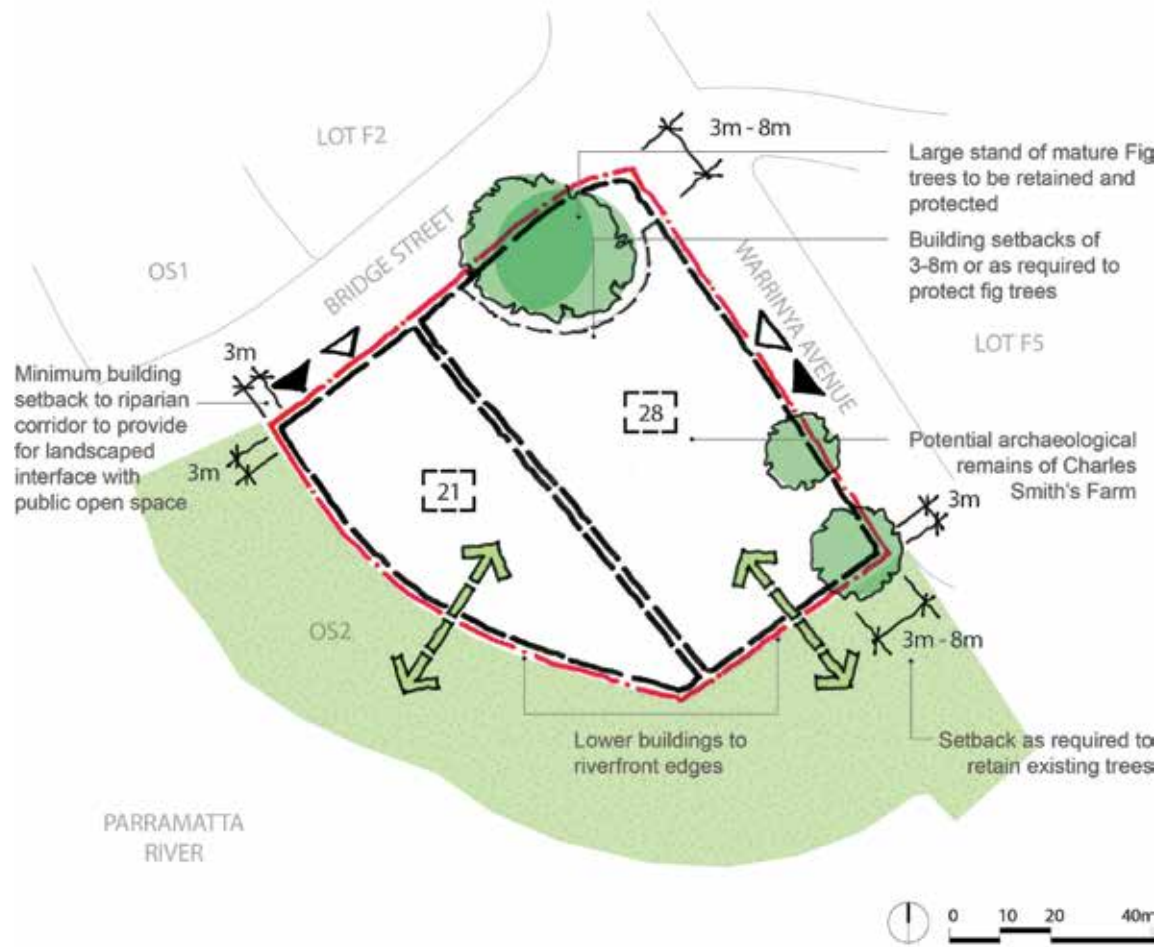 LOT F2
3m - 8m
Large stand of mature Fig
trees to be retained and
protected
BRIDGE STREET
Building setbacks of
3-8m or as required to
protect fig trees
OS1
WARRINYA AVENUE
LOT F5
3m
Minimum building
setback to riparian
corridor to provide
for landscaped
interface with
public open space
3m
28
21
Potential archaeological
remains of Charles
Smith's Farm
3m
OS2
3m - 8m
Lower buildings to
riverfront edges
Setback as required to
retain existing trees
PARRAMATTA
RIVER
0 10 20 40m